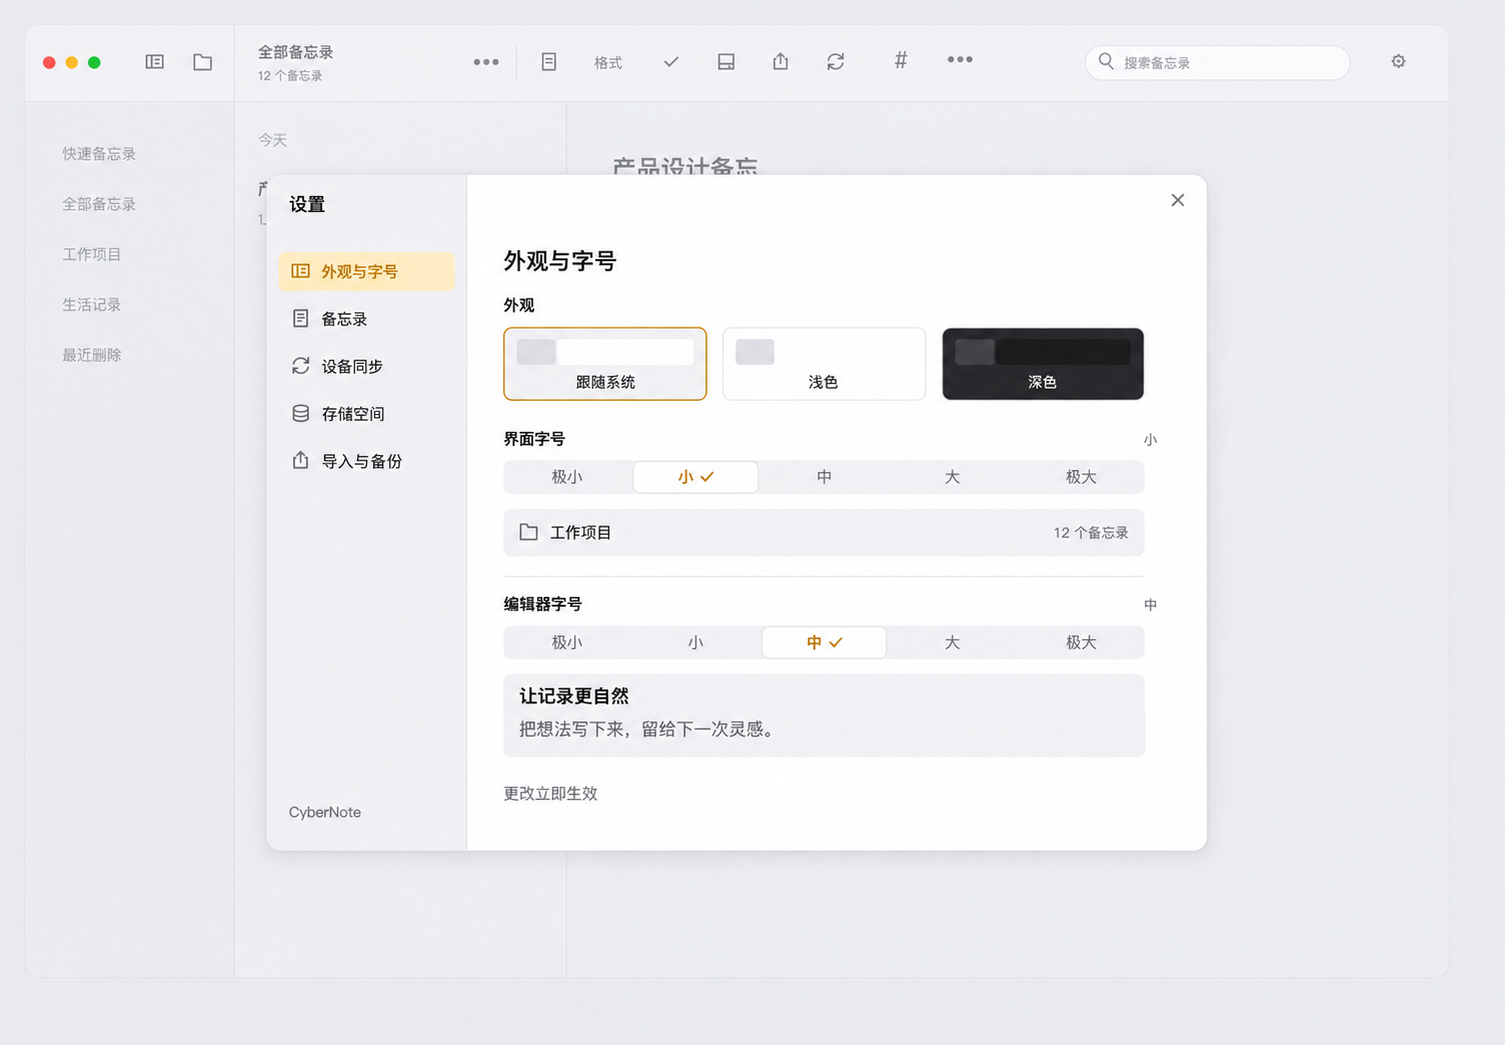 全部备忘录
12 个备忘录
格式
#
搜索备忘录
快速备忘录
全部备忘录
工作项目
生活记录
最近删除
今天
产品设计备忘
设置
外观与字号
备忘录
设备同步
存储空间
导入与备份
CyberNote
外观与字号
外观
跟随系统
浅色
深色
界面字号
小
极小
小
中
大
极大
工作项目
12 个备忘录
编辑器字号
中
极小
小
中
大
极大
让记录更自然
把想法写下来，留给下一次灵感。
更改立即生效